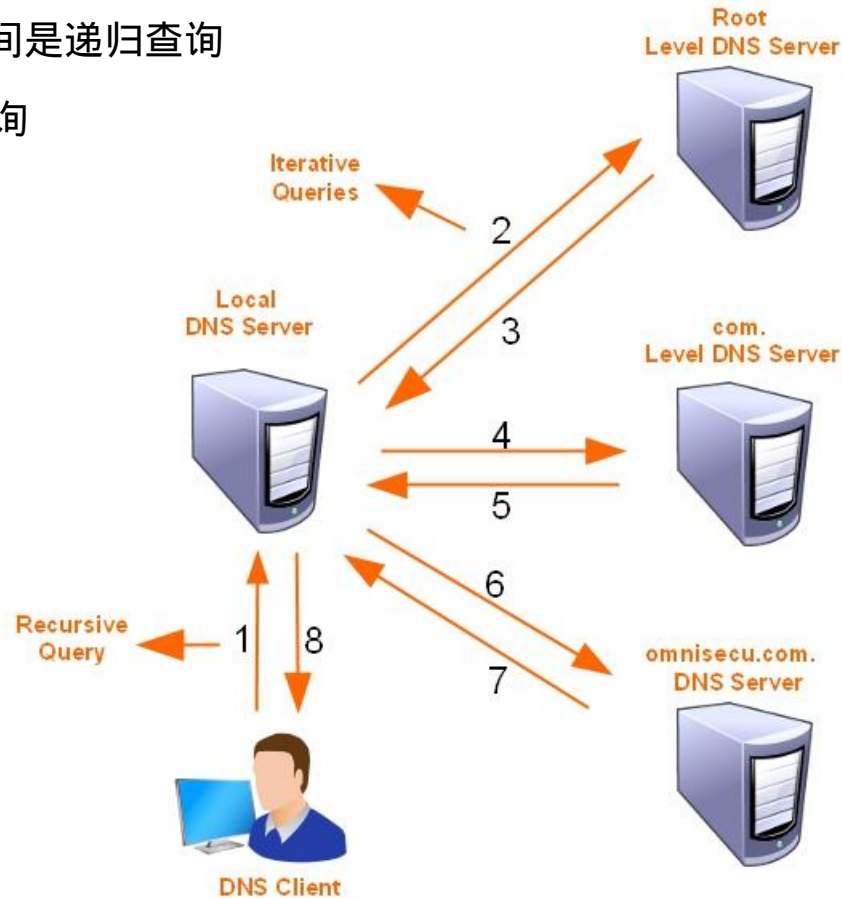 间是递归查询
询
Root
Level DNS Server
Iterative
Queries
2
3
Local
DNS Server
com.
Level DNS Server
4
5
6
7
Recursive
Query
1
8
omnisecu.com.
DNS Server
DNS Client